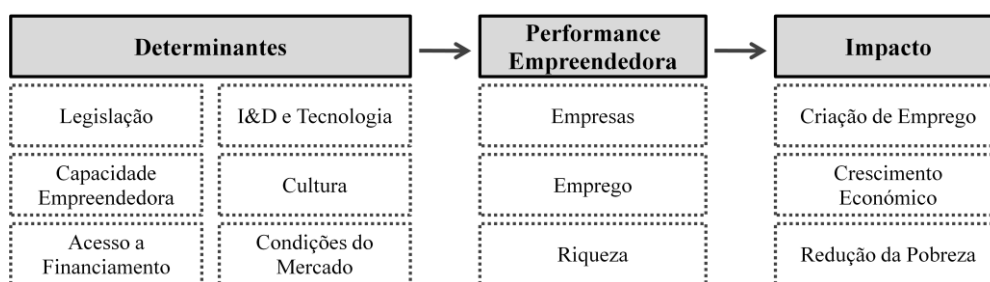 Determinantes
Performance
Empreendedora
Impacto
Legislação
I&D e Tecnologia
Empresas
Criação de Emprego
Capacidade
Empreendedora
Cultura
Emprego
Crescimento
Económico
Acesso a
Financiamento
Condições do
Mercado
Riqueza
Redução da Pobreza